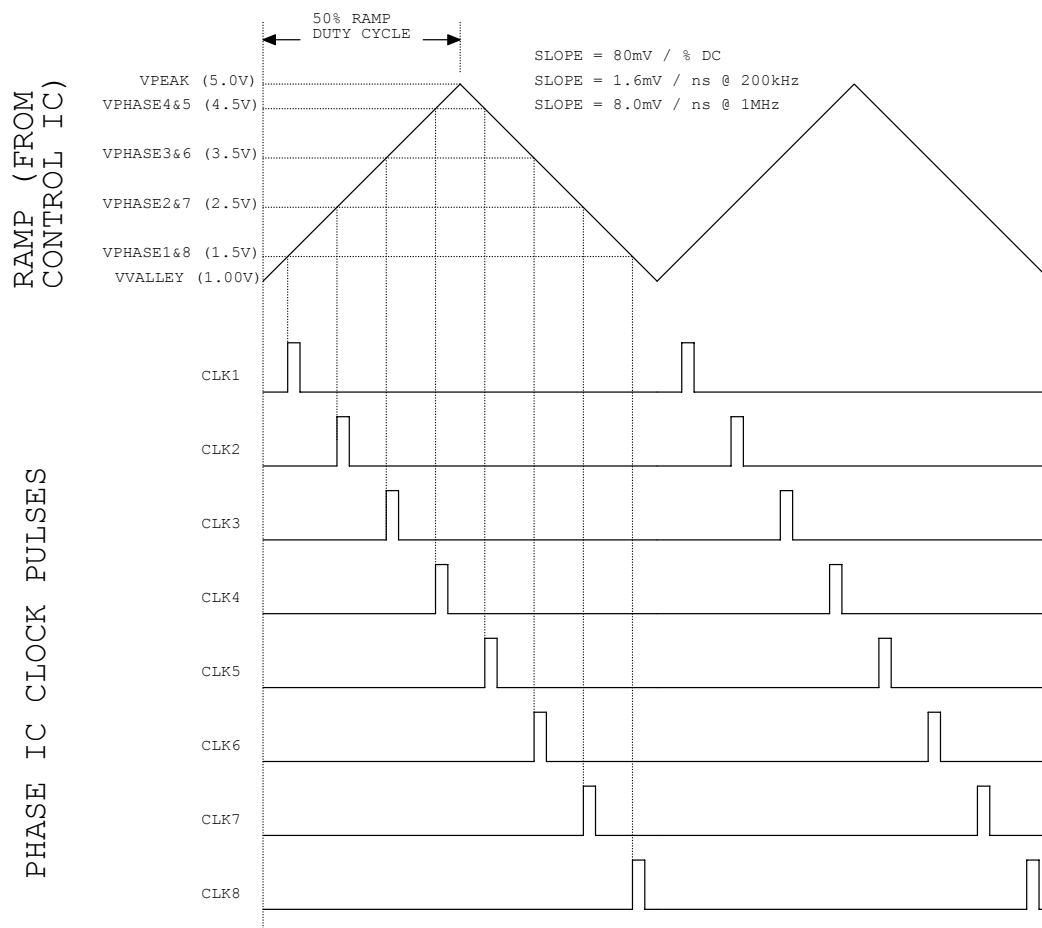 50% RAMP
DUTY CYCLE
SLOPE = 80mV / % DC
SLOPE = 1.6mV / ns @ 200kHz
SLOPE = 8.0mV / ns @ 1MHz
RAMP (FROM
CONTROL IC)
VPEAK (5.0V)
VPHASE4&5 (4.5V)
VPHASE3&6 (3.5V)
VPHASE2&7 (2.5V)
VPHASE1&8 (1.5V)
VVALLEY (1.00V)
PHASE IC CLOCK PULSES
CLK1
CLK2
CLK3
CLK4
CLK5
CLK6
CLK7
CLK8